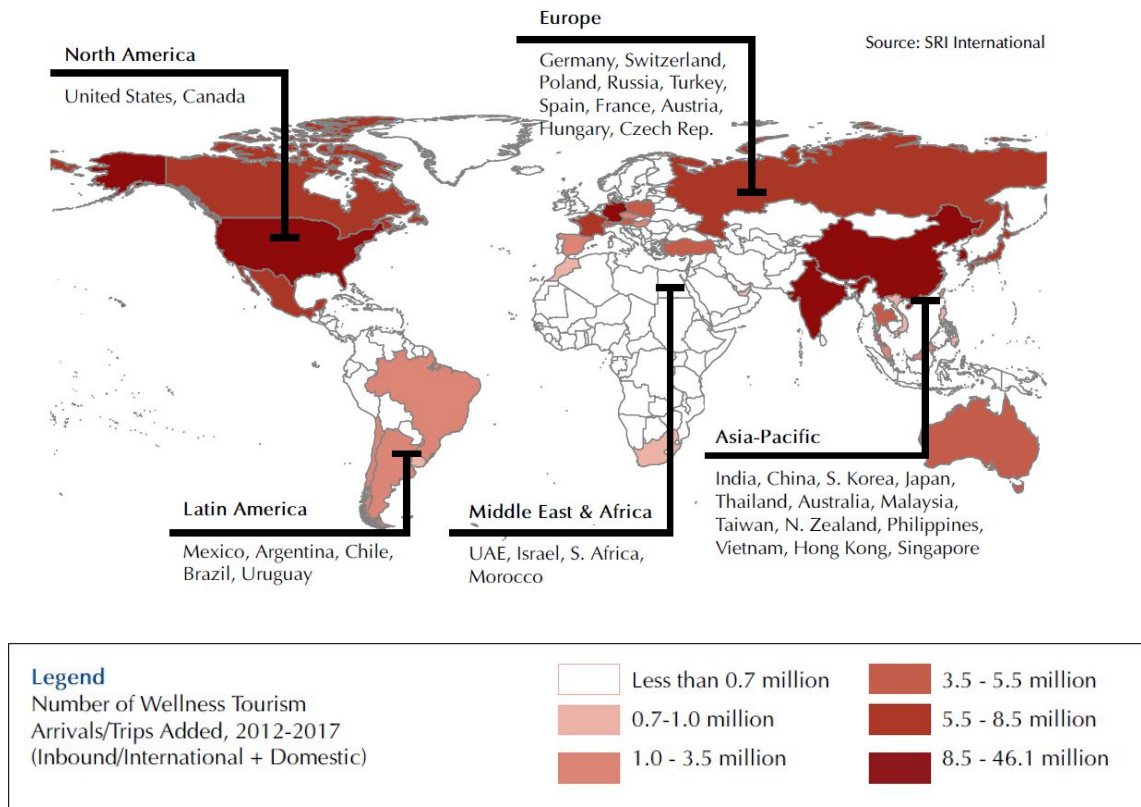 Europe
Source: SRI International
North America
Germany, Switzerland,
Poland, Russia, Turkey,
Spain, France, Austria,
Hungary, Czech Rep.
United States, Canada
Asia-Pacific
India, China, S. Korea, Japan,
Thailand, Australia, Malaysia,
Taiwan, N. Zealand, Philippines,
Vietnam, Hong Kong, Singapore
Latin America
Mexico, Argentina, Chile,
Brazil, Uruguay
Middle East & Africa
UAE, Israel, S. Africa,
Morocco
Legend
Number of Wellness Tourism
Arrivals/Trips Added, 2012-2017
(Inbound/International + Domestic)
Less than 0.7 million
0.7-1.0 million
1.0 - 3.5 million
3.5 - 5.5 million
5.5 - 8.5 million
8.5 - 46.1 million